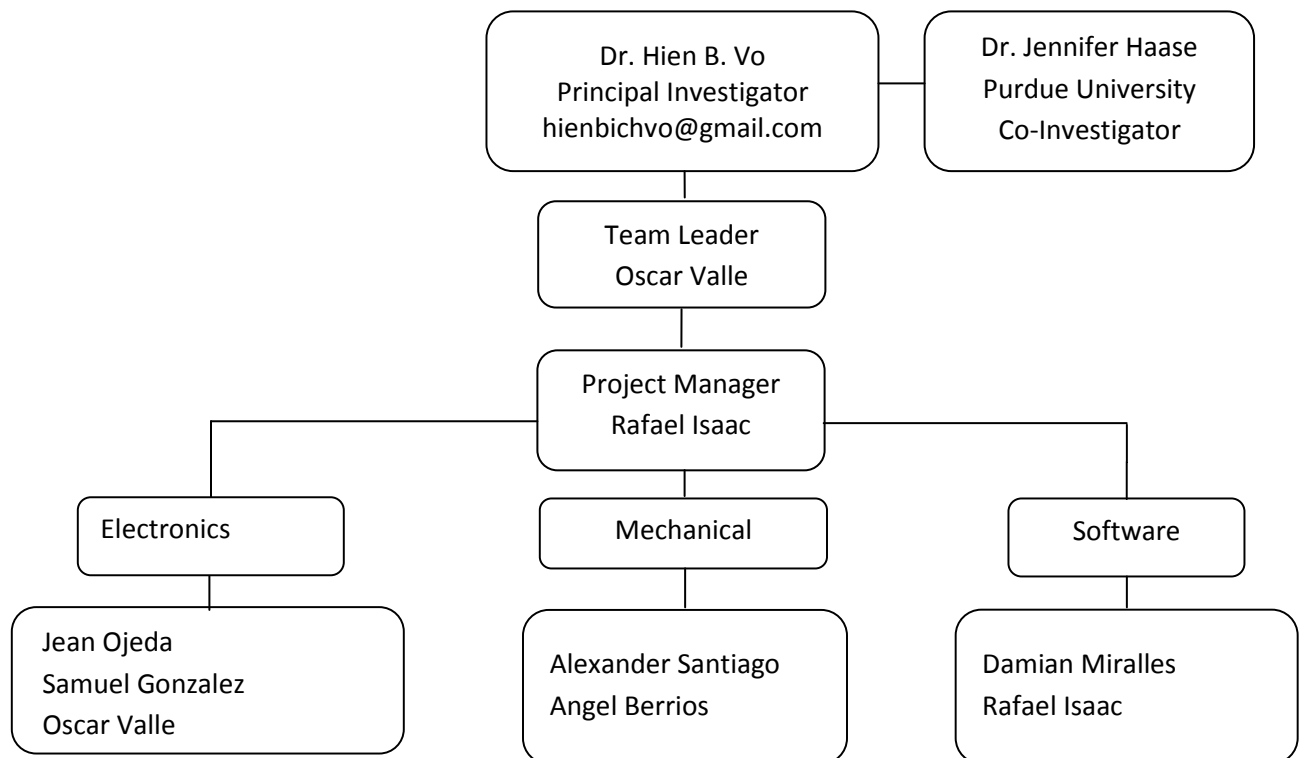 Dr. Hien B. Vo
Principal Investigator
hienbichvo@gmail.com
Dr. Jennifer Haase
Purdue University
Co-Investigator
Team Leader
Oscar Valle
Project Manager
Rafael Isaac
Electronics
Mechanical
Software
Jean Ojeda
Samuel Gonzalez
Oscar Valle
Alexander Santiago
Angel Berrios
Damian Miralles
Rafael Isaac